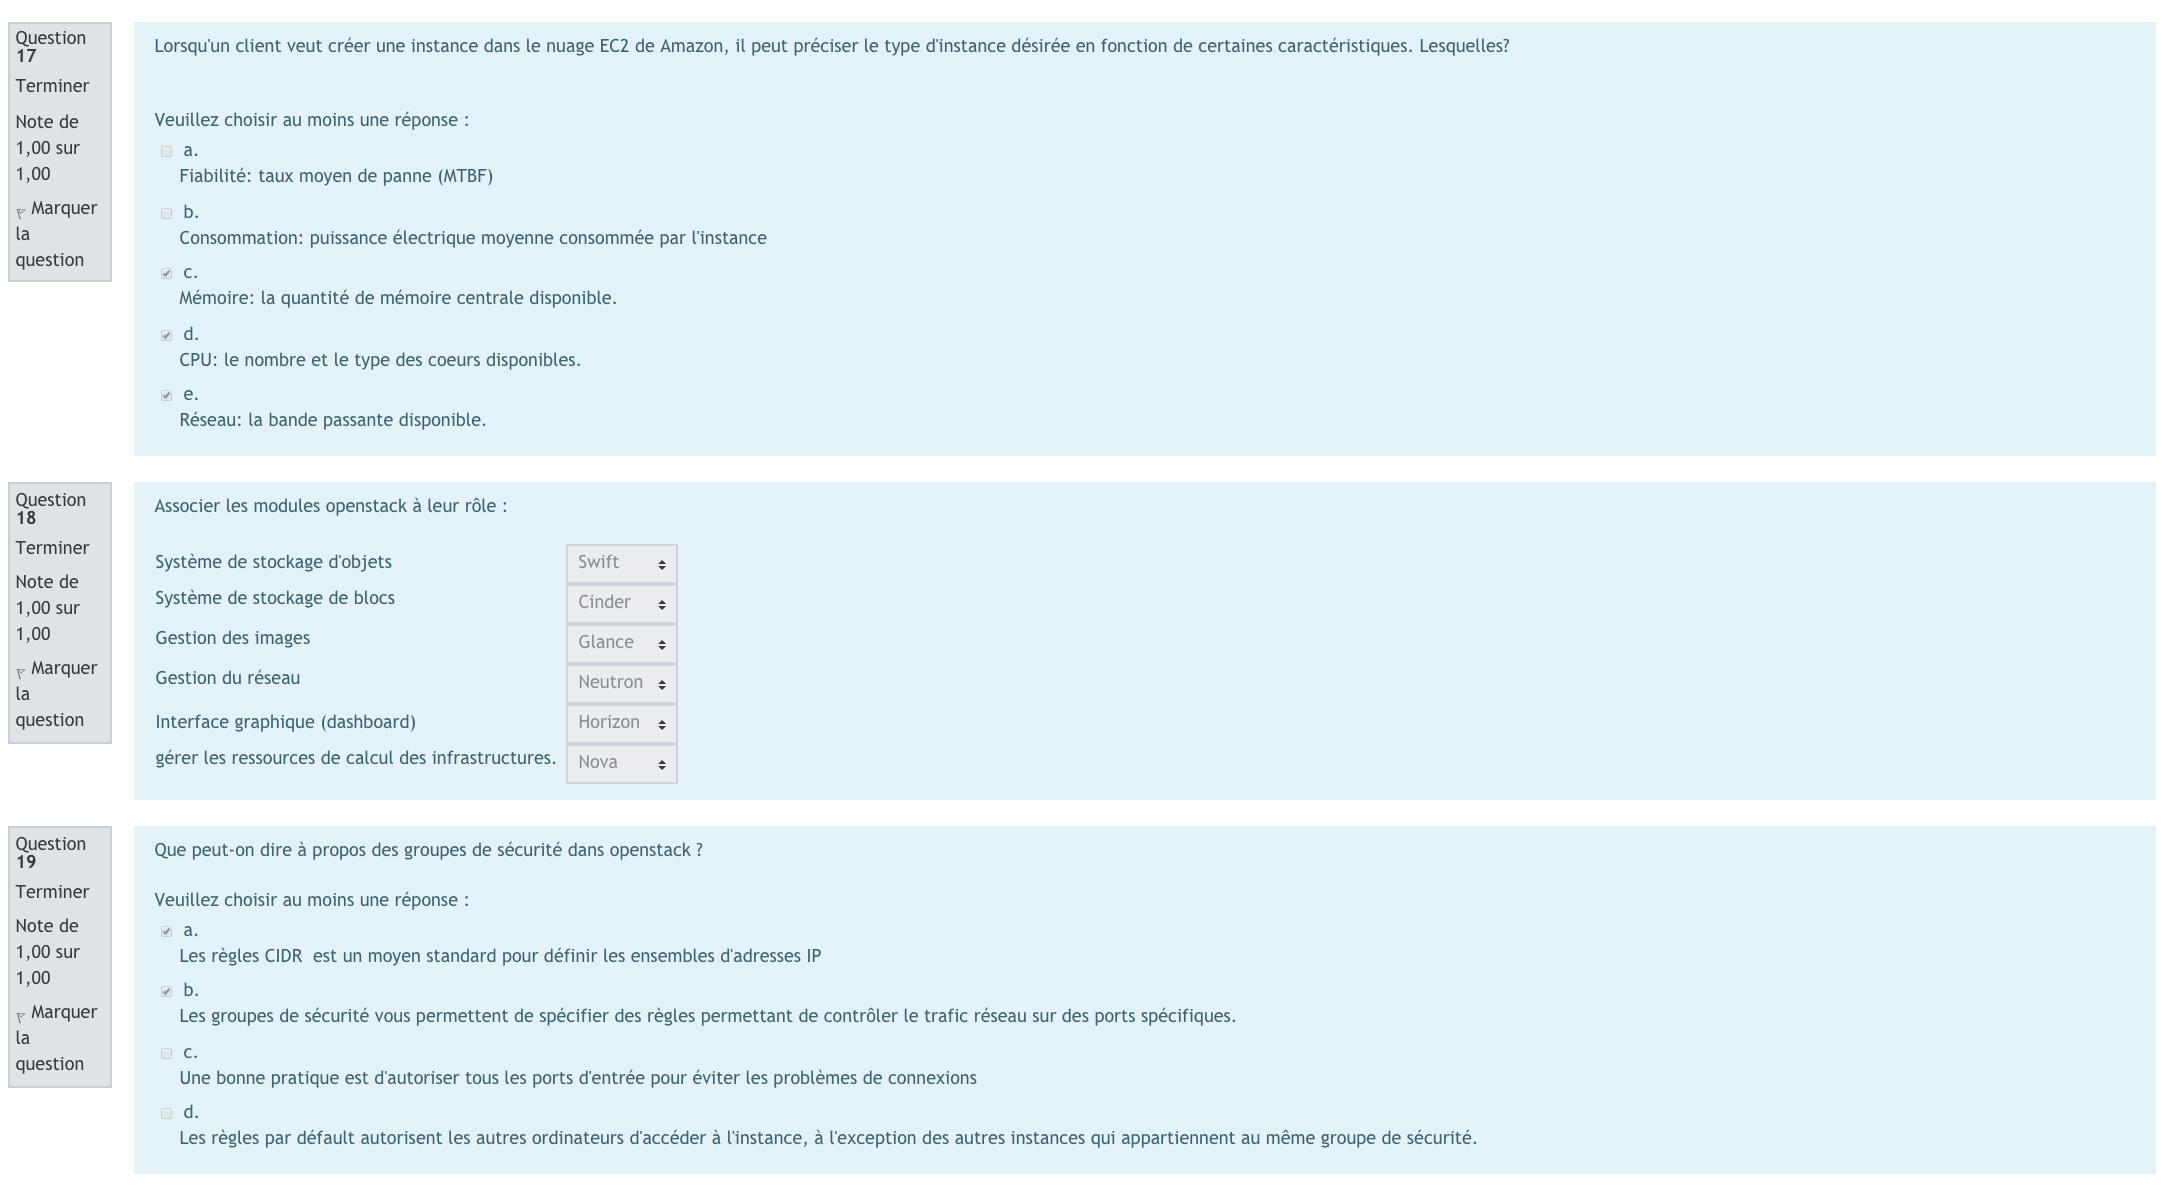 Question
17
Terminer
Note de
1,00 sur
1,00
Marquer
la
question
Lorsqu'un client veut créer une instance dans le nuage EC2 de Amazon, il peut préciser le type d'instance désirée en fonction de certaines caractéristiques. Lesquelles?
Veuillez choisir au moins une réponse :
a.
Fiabilité: taux moyen de panne (MTBF)
b.
Consommation: puissance électrique moyenne consommée par l'instance
c.
Mémoire: la quantité de mémoire centrale disponible.
d.
CPU: le nombre et le type des coeurs disponibles.
e.
Réseau: la bande passante disponible.
Question
18
Terminer
Note de
1,00 sur
1,00
Marquer
la
question
Associer les modules openstack à leur rôle :
Système de stockage d'objets Swift
Système de stockage de blocs Cinder
Gestion des images Glance
Gestion du réseau Neutron
Interface graphique (dashboard) Horizon
gérer les ressources de calcul des infrastructures. Nova
Question
19
Terminer
Note de
1,00 sur
1,00
Marquer
la
question
Que peut-on dire à propos des groupes de sécurité dans openstack ?
Veuillez choisir au moins une réponse :
a.
Les règles CIDR est un moyen standard pour définir les ensembles d'adresses IP
b.
Les groupes de sécurité vous permettent de spécifier des règles permettant de contrôler le trafic réseau sur des ports spécifiques.
c.
Une bonne pratique est d'autoriser tous les ports d'entrée pour éviter les problèmes de connexions
d.
Les règles par défault autorisent les autres ordinateurs d'accéder à l'instance, à l'exception des autres instances qui appartiennent au même groupe de sécurité.